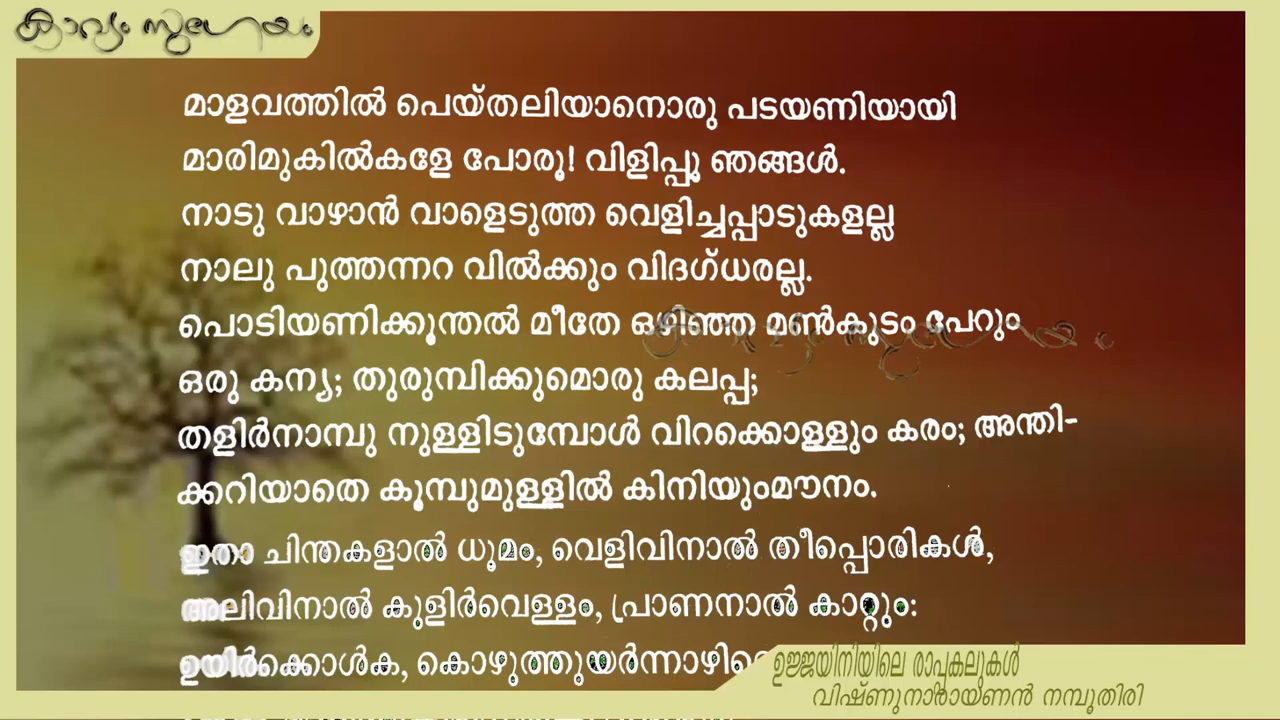 കാവ്യം സുഗേയം
മാളവത്തിൽ പെയ്തലിയാനൊരു പടയണിയായി
മാരിമുകിൽകളേ പോരൂ! വിളിപ്പൂ ഞങ്ങൾ.
നാടു വാഴാൻ വാളെടുത്ത വെളിച്ചപ്പാടുകളല്ല
നാലു പുത്തന്നറ വിൽക്കും വിദഗ്ധരല്ല.
പൊടിയണിക്കൂന്തൽ മീതേ ഒഴിഞ്ഞ മൺകുടം പേറും
ഒരു കന്യ; തുരുമ്പിക്കുമൊരു കലപ്പ;
തളിർനാമ്പു നുള്ളിടുമ്പോൾ വിറക്കൊള്ളും കരം; അന്തി-
ക്കറിയാതെ കൂമ്പുമുള്ളിൽ കിനിയുംമൗനം.
ഇതാ ചിന്തകളാൽ ധൂമം, വെളിവിനാൽ തീപ്പൊരികൾ,
അലിവിനാൽ കുളിർവെള്ളം, പ്രാണനാൽ കാറ്റും:
ഉയിർക്കൊൾക, കൊഴുത്തുയർന്നാഴി
ഉജ്ജയിനിയിലെ രാപ്പകലുകൾ
വിഷ്ണുനാരായണൻ നമ്പൂതിരി